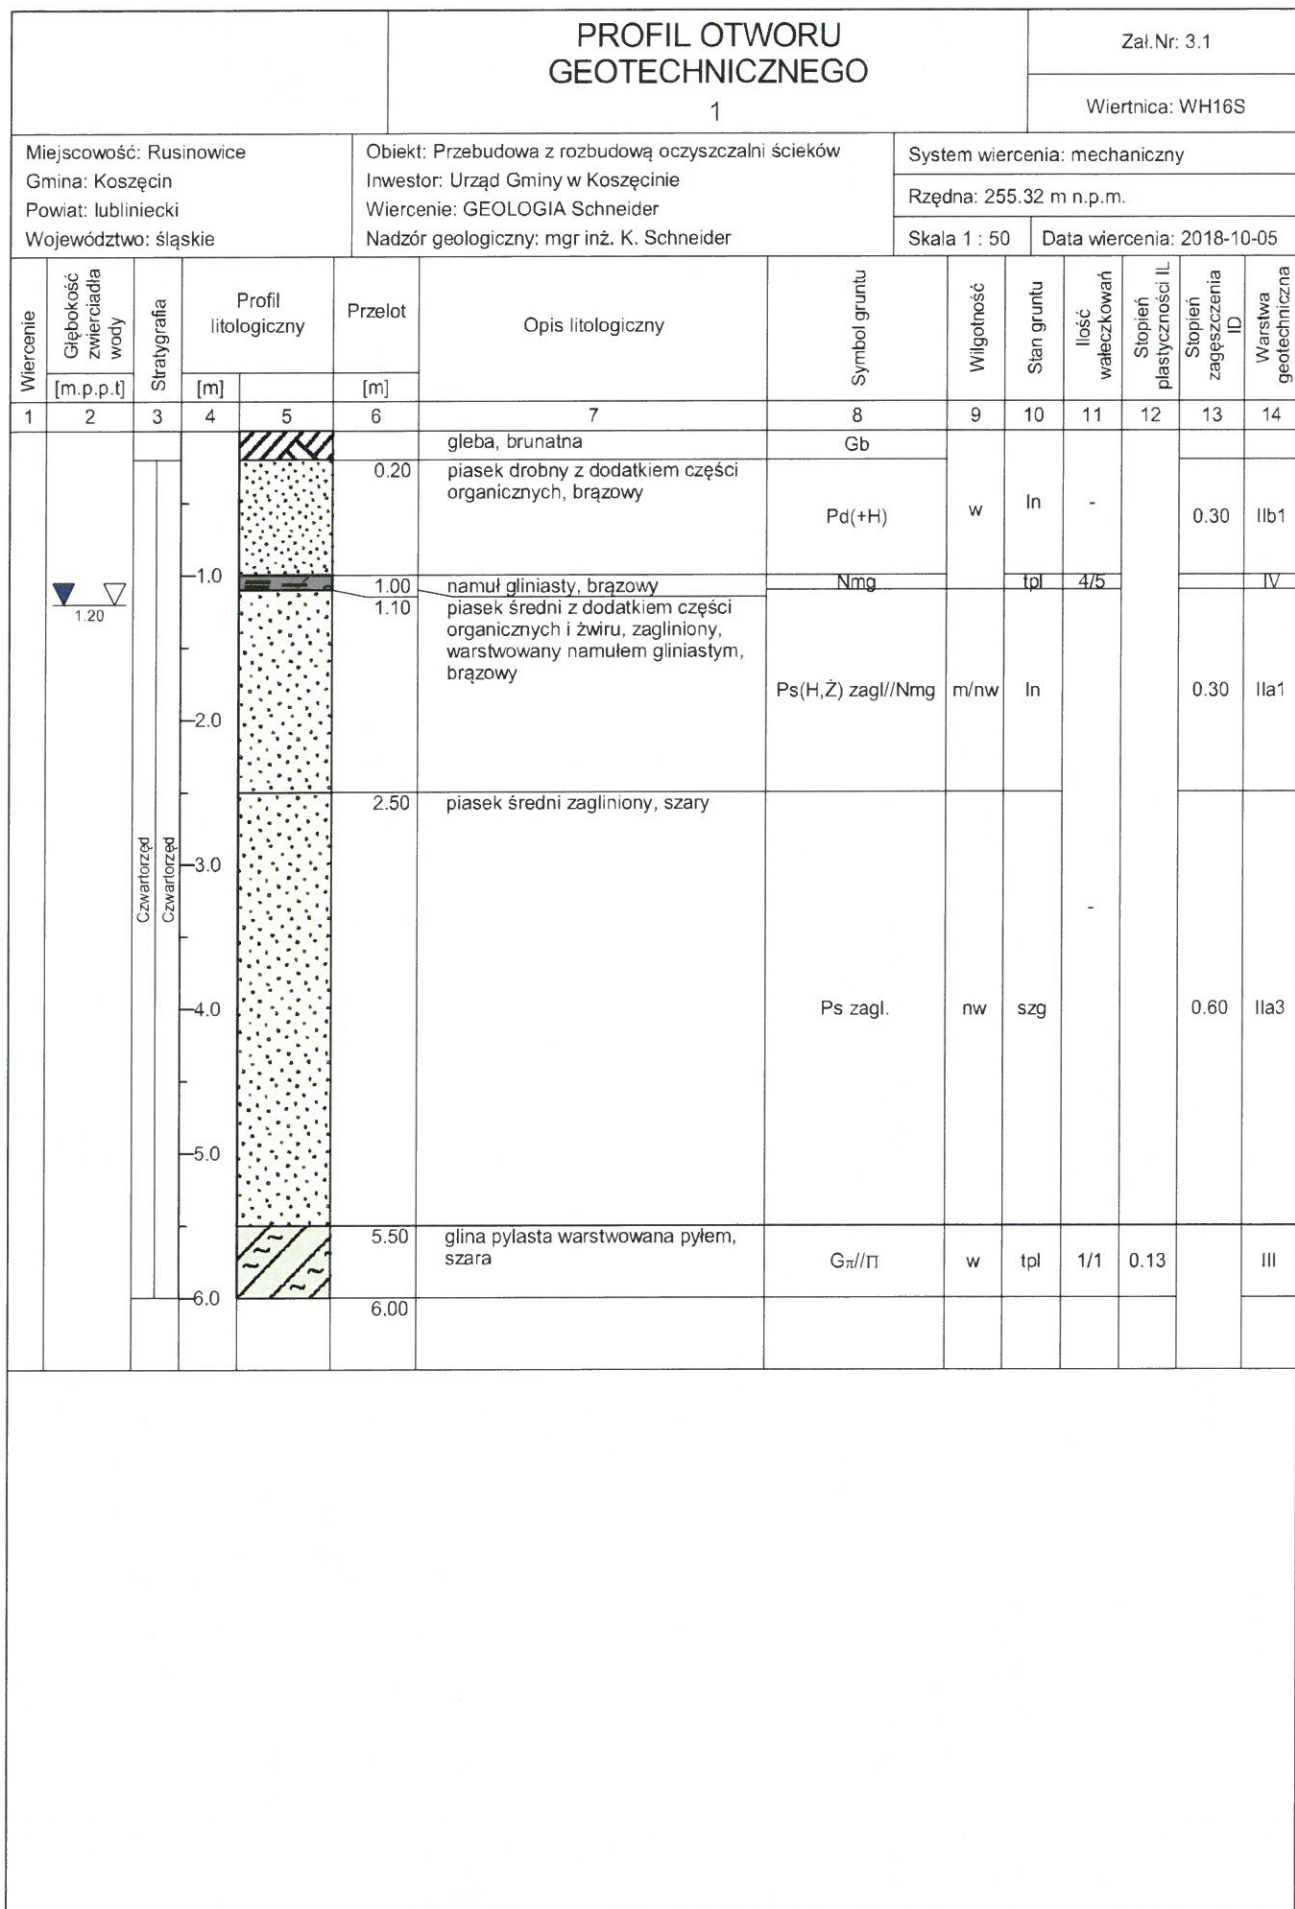 PROFIL OTWORU
GEOTECHNICZNEGO
1
Zał.Nr: 3.1
Wiertnica: WH16S
Miejscowość: Rusinowice
Gmina: Koszęcin
Powiat: lubliniecki
Województwo: śląskie
Obiekt: Przebudowa z rozbudową oczyszczalni ścieków
Inwestor: Urząd Gminy w Koszęcinie
Wiercenie: GEOLOGIA Schneider
Nadzór geologiczny: mgr inż. K. Schneider
System wiercenia: mechaniczny
Rzędna: 255.32 m n.p.m.
Skala 1 : 50
Data wiercenia: 2018-10-05
Wiercenie
Głębokość
zwierciadła
wody
[m.p.p.t]
Stratygrafia
Profil
litologiczny
[m]
Przelot
[m]
Opis litologiczny
Symbol gruntu
Wilgotność
Stan gruntu
Ilość
wałeczkowań
Stopień
plastyczności IL
Stopień
zagęszczenia
ID
Warstwa
geotechniczna
1 2 3 4 5 6 7 8 9 10 11 12 13 14
gleba, brunatna
Gb
0.20 piasek drobny z dodatkiem części
organicznych, brązowy
Pd(+H) w ln - 0.30 IIb1
1.0
1.00 namuł gliniasty, brązowy Nmg tpl 4/5 IV
1.20
1.10 piasek średni z dodatkiem części
organicznych i żwiru, zagliniony,
warstwowany namułem gliniastym,
brązowy
Ps(H,Ż) zagl//Nmg m/nw ln 0.30 IIa1
2.0
2.50 piasek średni zagliniony, szary
Czwartorzęd
Czwartorzęd
3.0
-
4.0
Ps zagl. nw szg 0.60 IIa3
5.0
5.50 glina pylasta warstwowana pyłem,
szara
Gπ//Π w tpl 1/1 0.13 III
6.0
6.00